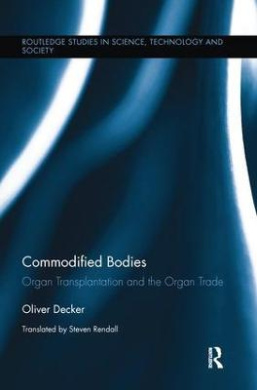 ROUTLEDGE STUDIES IN SCIENCE, TECHNOLOGY AND
SOCIETY
Commodified Bodies
Organ Transplantation and the Organ Trade
Oliver Decker
Translated by Steven Rendall
R
ROUTLEDGE